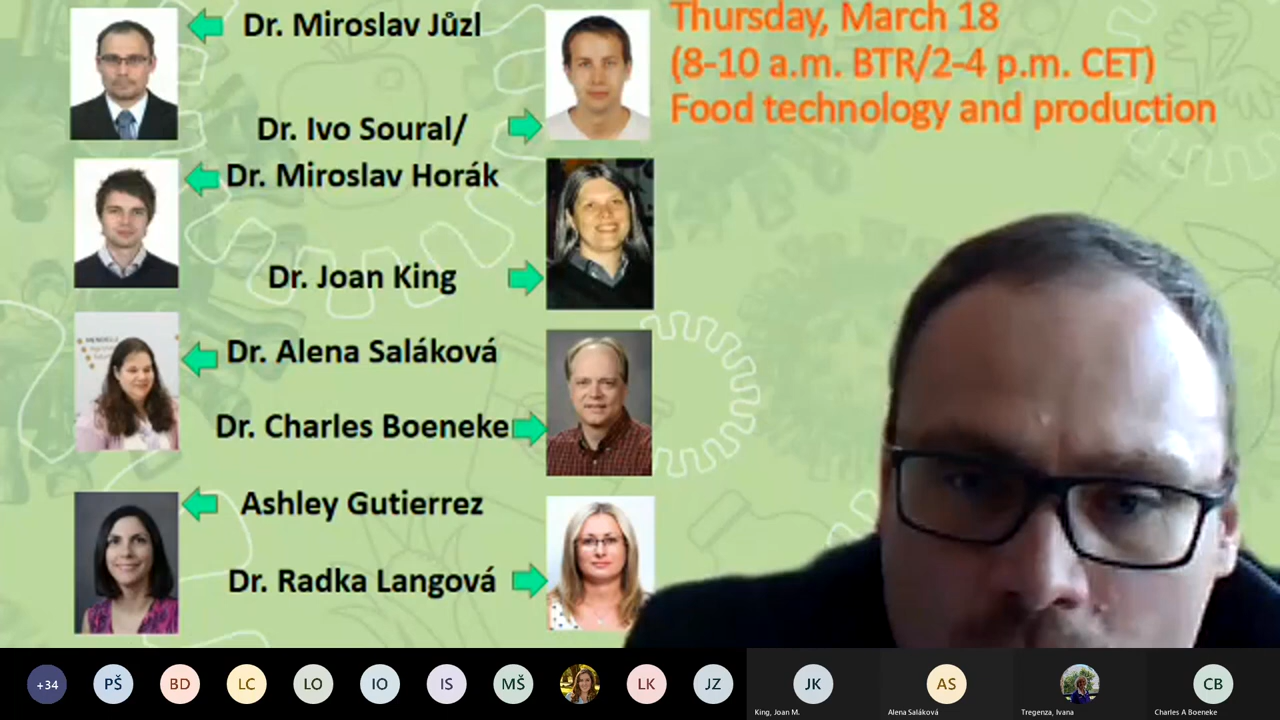 Dr. Miroslav Jůzl
Dr. Ivo Soural/
Dr. Miroslav Horák
Dr. Joan King
Dr. Alena Saláková
Dr. Charles Boeneke
Ashley Gutierrez
Dr. Radka Langová
Thursday, March 18
(8-10 a.m. BTR/2-4 p.m. CET)
Food technology and production
+34
PŠ
BD
LC
LO
IO
IS
MŠ
LK
JZ
JK
King, Joan M.
AS
Alena Saláková
Tregenza, Ivana
CB
Charles A Boeneke